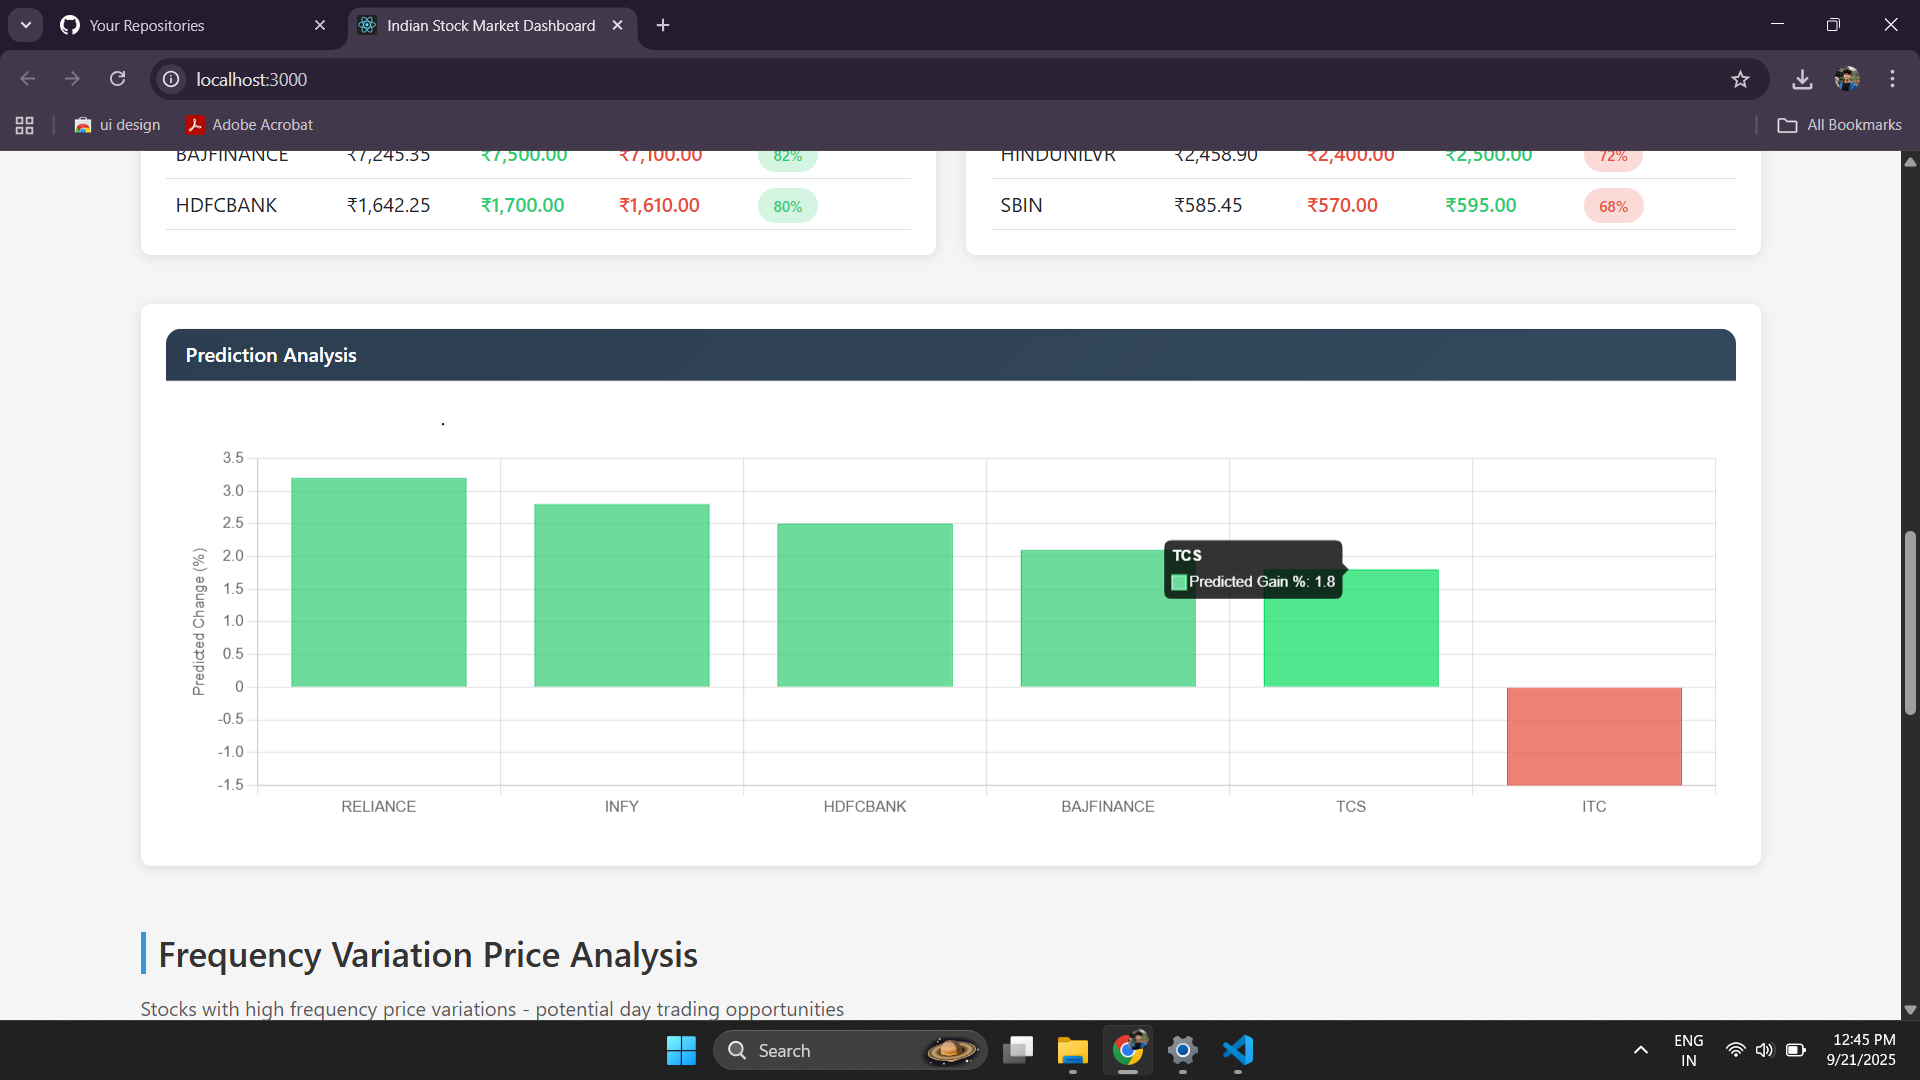 Your Repositories
Indian Stock Market Dashboard
localhost:3000
ui design
Adobe Acrobat
All Bookmarks
BAJFINANCE ₹7,245.35 ₹7,500.00 ₹7,100.00 82%
HDFCBANK ₹1,642.25 ₹1,700.00 ₹1,610.00 80%
HINDUNILVR ₹2,458.90 ₹2,400.00 ₹2,500.00 72%
SBIN ₹585.45 ₹570.00 ₹595.00 68%
Prediction Analysis
.
Predicted Change (%)
3.5
3.0
2.5
2.0
1.5
1.0
0.5
0
-0.5
-1.0
-1.5
TCS
Predicted Gain %: 1.8
RELIANCE INFY HDFCBANK BAJFINANCE TCS ITC
Frequency Variation Price Analysis
Stocks with high frequency price variations - potential day trading opportunities
Search
ENG
IN
12:45 PM
9/21/2025